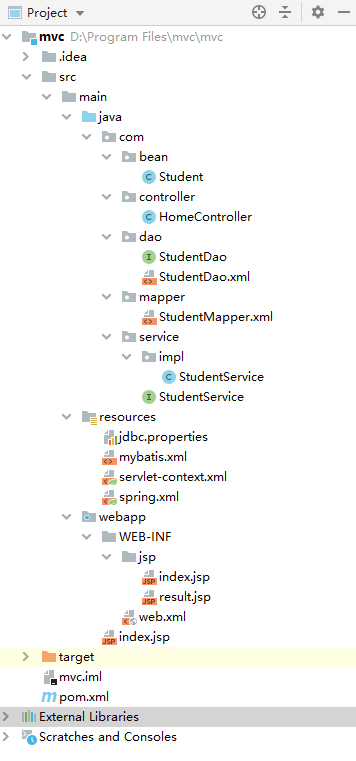 Project
mvc D:\Program Files\mvc\mvc
.idea
src
main
java
com
bean
Student
controller
HomeController
dao
StudentDao
StudentDao.xml
mapper
StudentMapper.xml
service
impl
StudentService
StudentService
resources
jdbc.properties
mybatis.xml
servlet-context.xml
spring.xml
webapp
WEB-INF
jsp
index.jsp
result.jsp
web.xml
index.jsp
target
mvc.iml
pom.xml
External Libraries
Scratches and Consoles